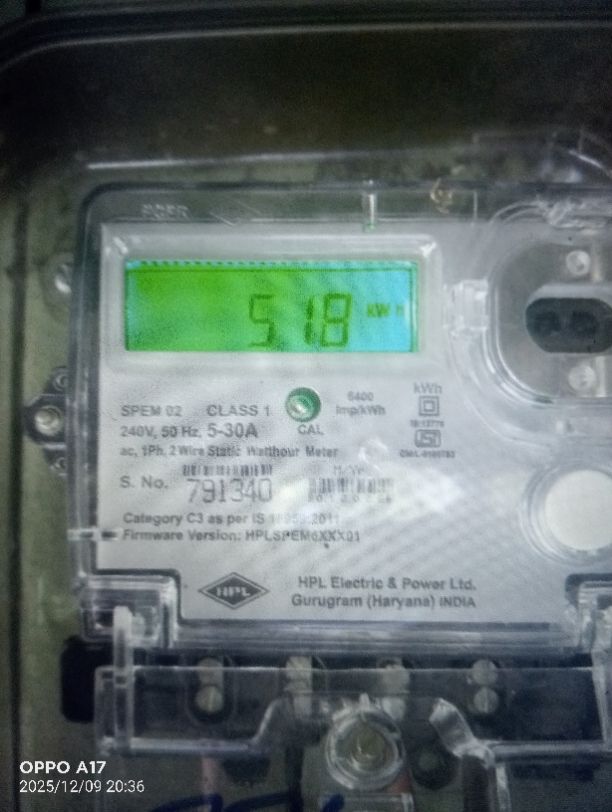 518 kWh
SPEM 02 CLASS 1
6400 imp/kWh
kWh
240V, 50 Hz, 5-30A
CAL
ac, 1Ph, 2 Wire Static Watthour Meter
S. No. 791340
Category C3 as per IS
Firmware Version:
HPL
HPL Electric & Power Ltd.
Gurugram (Haryana) INDIA
OPPO A17
2025/12/09 20:36